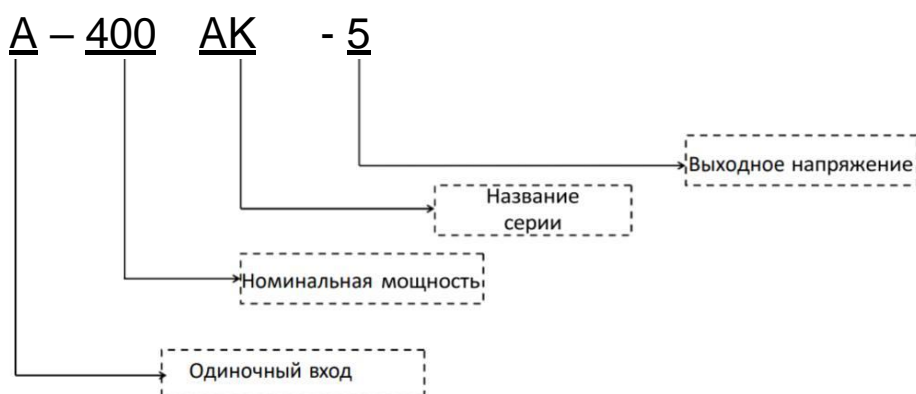 A – 400 AK - 5
Выходное напряжение
Название
серии
Номинальная мощность
Одиночный вход